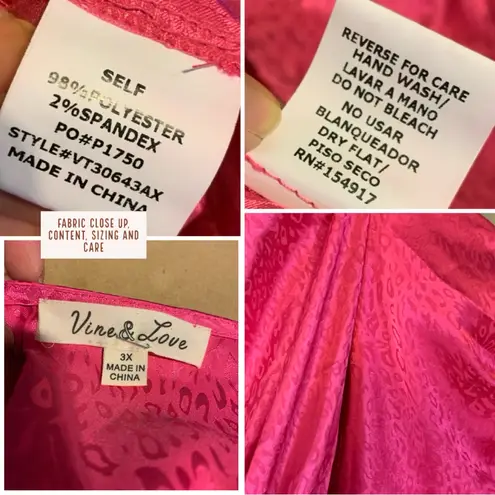 SELF
98%POLYESTER
2%SPANDEX
PO#P1750
STYLE#VT30643AX
MADE IN CHINA
REVERSE FOR CARE
HAND WASH/
LAVAR A MANO
DO NOT BLEACH
NO USAR
BLANQUEADOR
DRY FLAT/
PISO SECO
RN#154917
FABRIC CLOSE UP,
CONTENT, SIZING AND
CARE
Vine&Love
3X
MADE IN
CHINA